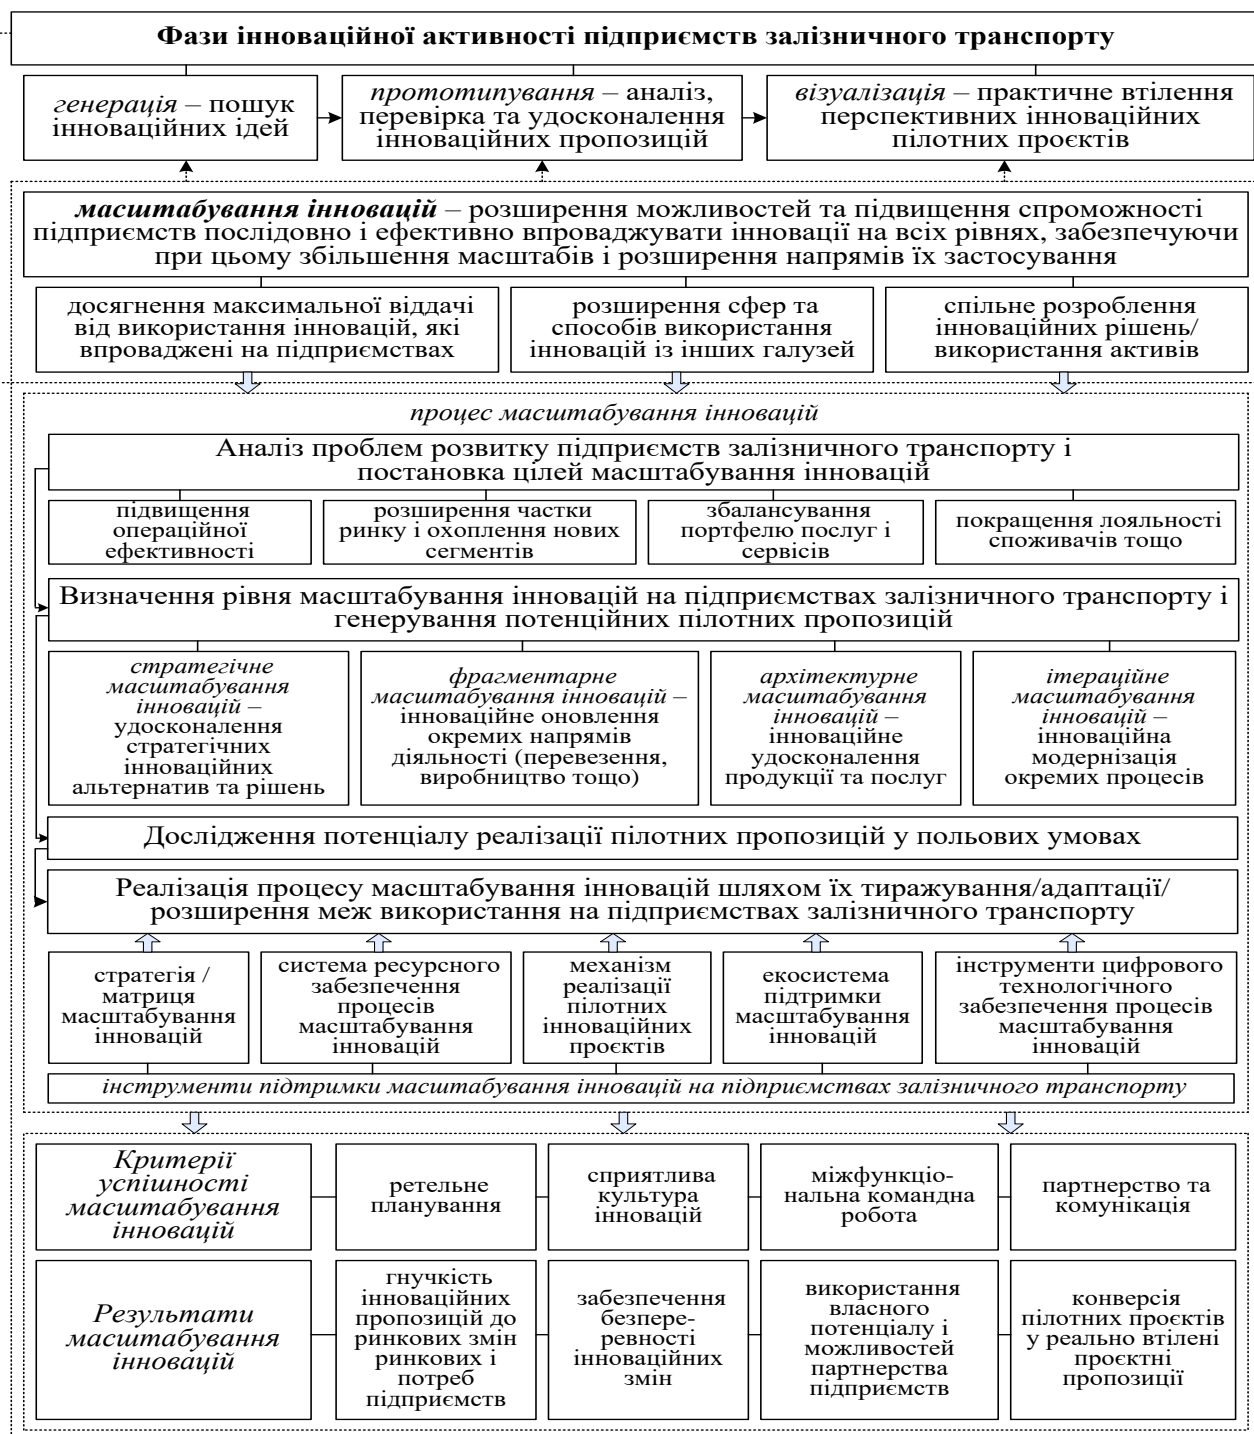 Фази інноваційної активності підприємств залізничного транспорту
генерація – пошук
інноваційних ідей
прототипування – аналіз,
перевірка та удосконалення
інноваційних пропозицій
візуалізація – практичне втілення
перспективних інноваційних
пілотних проєктів
масштабування інновацій – розширення можливостей та підвищення спроможності
підприємств послідовно і ефективно впроваджувати інновації на всіх рівнях, забезпечуючи
при цьому збільшення масштабів і розширення напрямів їх застосування
досягнення максимальної віддачі
від використання інновацій, які
впроваджені на підприємствах
розширення сфер та
способів використання
інновацій із інших галузей
спільне розроблення
інноваційних рішень/
використання активів
процес масштабування інновацій
Аналіз проблем розвитку підприємств залізничного транспорту і
постановка цілей масштабування інновацій
підвищення
операційної
ефективності
розширення частки
ринку і охоплення нових
сегментів
збалансування
портфелю послуг і
сервісів
покращення лояльності
споживачів тощо
Визначення рівня масштабування інновацій на підприємствах залізничного транспорту і
генерування потенційних пілотних пропозицій
стратегічне
масштабування
інновацій –
удосконалення
стратегічних
інноваційних
альтернатив та рішень
фрагментарне
масштабування інновацій –
інноваційне оновлення
окремих напрямів
діяльності (перевезення,
виробництво тощо)
архітектурне
масштабування
інновацій –
інноваційне
удосконалення
продукції та послуг
ітераційне
масштабування
інновацій –
інноваційна
модернізація
окремих процесів
Дослідження потенціалу реалізації пілотних пропозицій у польових умовах
Реалізація процесу масштабування інновацій шляхом їх тиражування/адаптації/
розширення меж використання на підприємствах залізничного транспорту
стратегія /
матриця
масштабування
інновацій
система ресурсного
забезпечення
процесів
масштабування
інновацій
механізм
реалізації
пілотних
інноваційних
проєктів
екосистема
підтримки
масштабування
інновацій
інструменти цифрового
технологічного
забезпечення процесів
масштабування
інновацій
інструменти підтримки масштабування інновацій на підприємствах залізничного транспорту
Критерії
успішності
масштабування
інновацій
ретельне
планування
сприятлива
культура
інновацій
міжфункціо-
нальна командна
робота
партнерство та
комунікація
Результати
масштабування
інновацій
гнучкість
інноваційних
пропозицій до
ринкових змін
ринкових і
потреб
підприємств
забезпечення
безпере-
ревності
інноваційних
змін
використання
власного
потенціалу і
можливостей
партнерства
підприємств
конверсія
пілотних проєктів
у реально втілені
проєктні
пропозиції